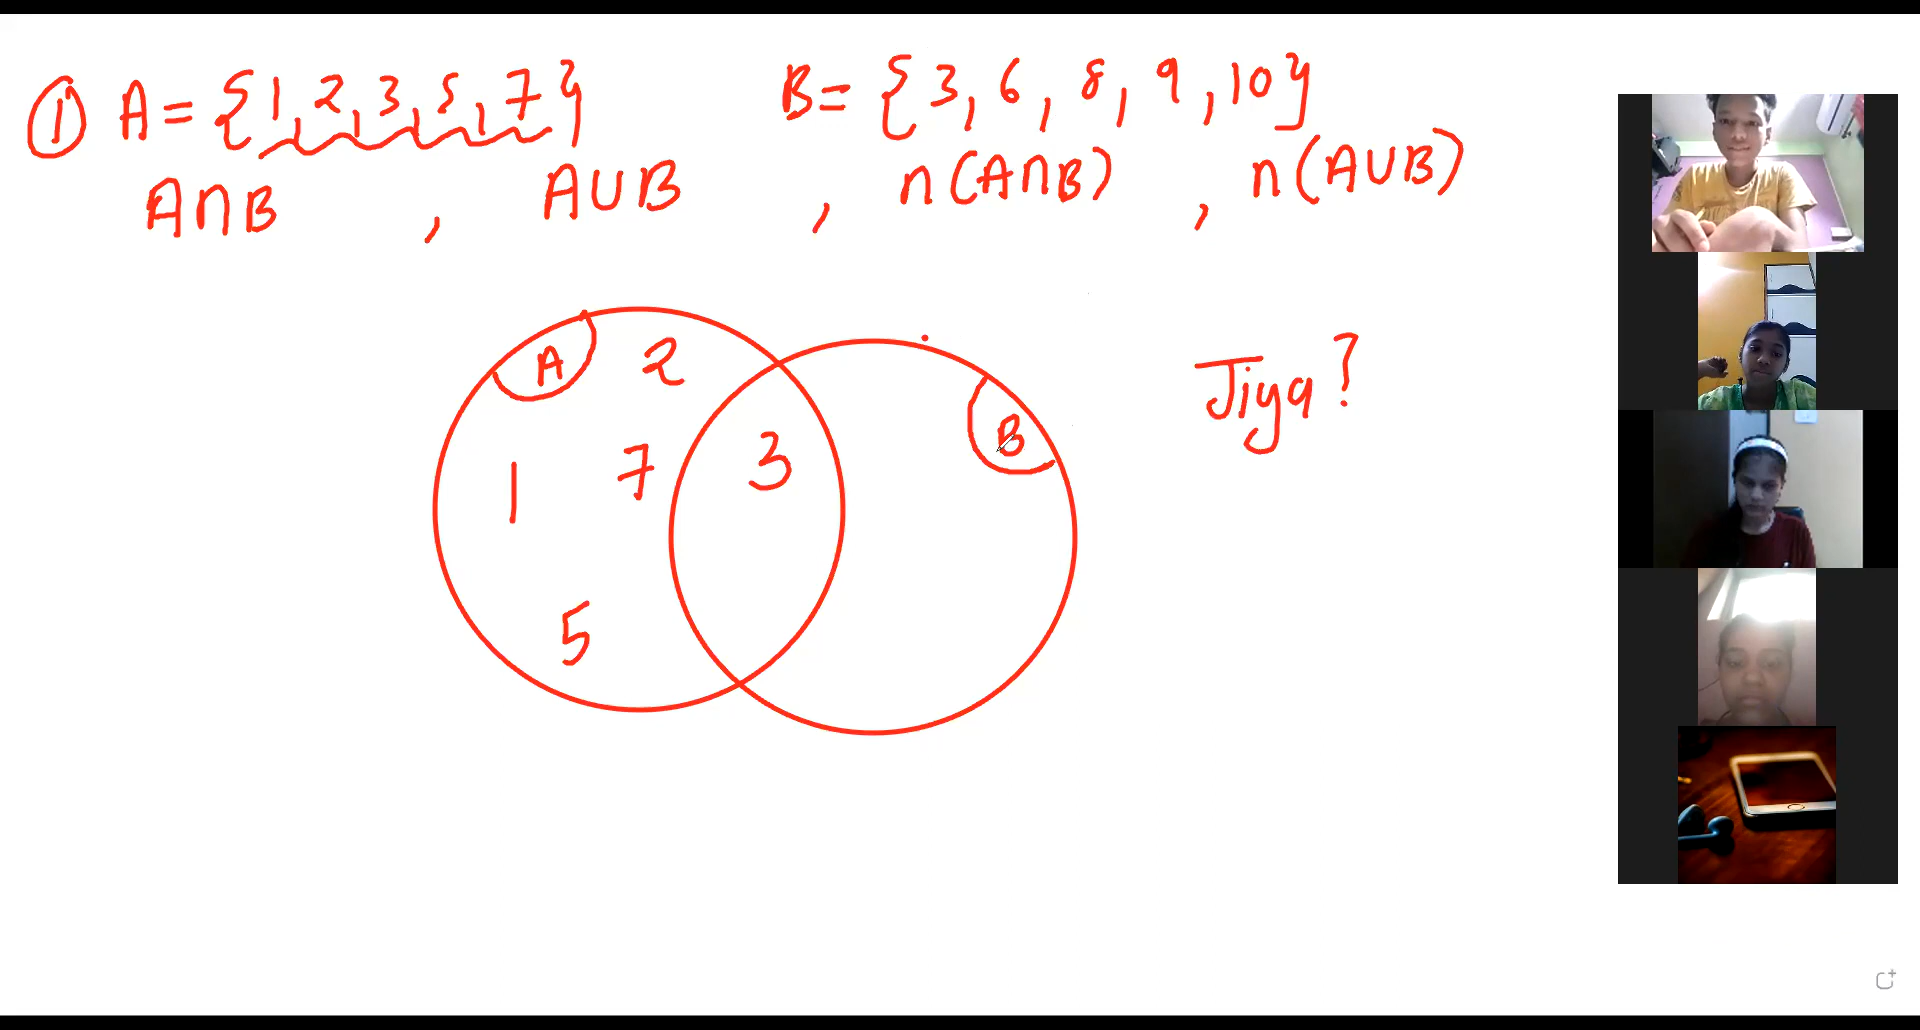 ① A = {1, 2, 3, 5, 7} B = {3, 6, 8, 9, 10}
A∩B , A∪B , n(A∩B) , n(A∪B)
A 2
B
Jiya?
1 7 3
5